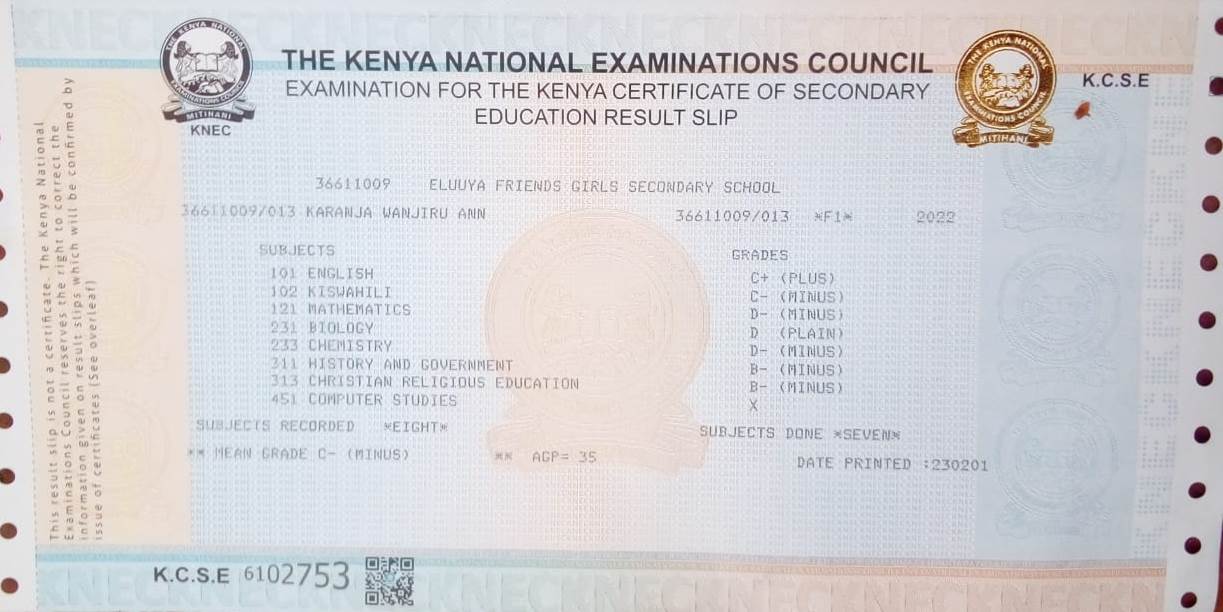 THE KENYA NATIONAL EXAMINATIONS COUNCIL
EXAMINATION FOR THE KENYA CERTIFICATE OF SECONDARY
EDUCATION RESULT SLIP
THE KENYA NATIONAL EXAMINATIONS COUNCIL
MITIHANI
KNEC
THE KENYA NATIONAL EXAMINATIONS COUNCIL
MITIHANI
K.C.S.E
36611009 ELUUYA FRIENDS GIRLS SECONDARY SCHOOL
36611009/013 KARANJA WANJIRU ANN 36611009/013 *F1* 2022
SUBJECTS GRADES
101 ENGLISH C+ (PLUS)
102 KISWAHILI C- (MINUS)
121 MATHEMATICS D- (MINUS)
231 BIOLOGY D (PLAIN)
233 CHEMISTRY D- (MINUS)
311 HISTORY AND GOVERNMENT B- (MINUS)
313 CHRISTIAN RELIGIOUS EDUCATION B- (MINUS)
451 COMPUTER STUDIES X
SUBJECTS RECORDED *EIGHT* SUBJECTS DONE *SEVEN*
** MEAN GRADE C- (MINUS) ** AGP= 35
DATE PRINTED :230201
This result slip is not a certificate. The Kenya National
Examinations Council reserves the right to correct the
information given on result slips which will be confirmed by
issue of certificates (See overleaf)
K.C.S.E 6102753